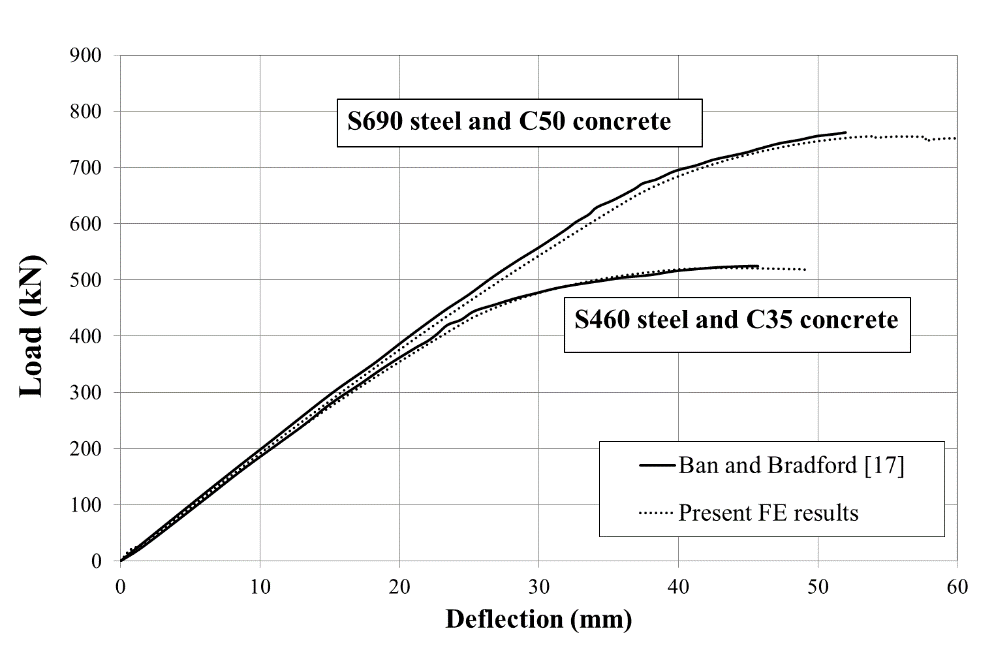 900
800
700
600
500
400
300
200
100
0
Load (kN)
S690 steel and C50 concrete
S460 steel and C35 concrete
Ban and Bradford [17]
Present FE results
0 10 20 30 40 50 60
Deflection (mm)